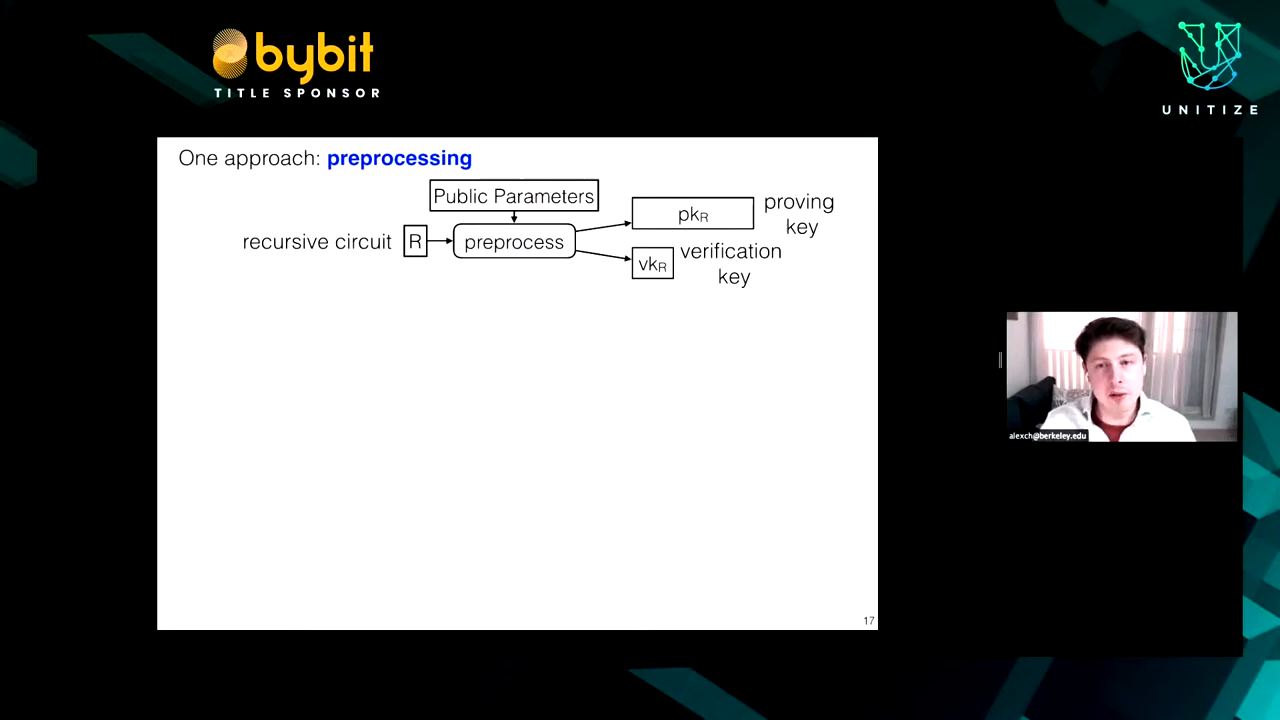 bybit
TITLE SPONSOR
UNITIZE
One approach: preprocessing
Public Parameters
recursive circuit
R
preprocess
pkR
proving
key
vkR
verification
key
17
alexch@berkeley.edu